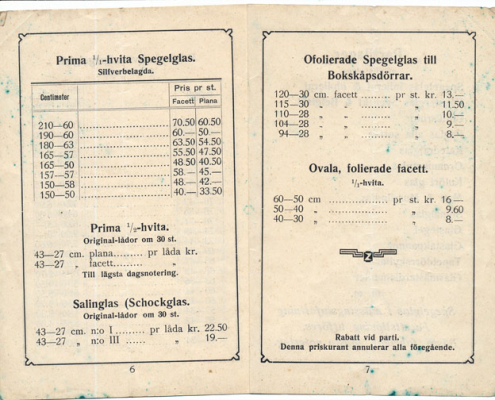 Prima ¹/₁-hvita Spegelglas.
Silfverbelagda.
Centimeter
Pris pr st.
Facett Plana
210—60 ........................ 70.50 60.50
190—60 ........................ 60.— 50.—
180—63 ........................ 63.50 54.50
165—57 ........................ 55.50 47.50
165—50 ........................ 48.50 40.50
157—57 ........................ 58.— 45.—
150—58 ........................ 48.— 42.—
150—50 ........................ 40.— 33.50
Prima ¹/₂-hvita.
Original-lådor om 30 st.
43—27 cm. plana......... pr låda kr.
43—27 „ facett......... „
Till lägsta dagsnotering.
Salinglas (Schockglas.
Original-lådor om 30 st.
43—27 cm. n:o I ....... pr låda kr. 22.50
43—27 „ n:o III ....... „ 19.—
6
Ofolierade Spegelglas till
Bokskåpsdörrar.
120—30 cm. facett ......... pr st. kr. 13.—
115—30 „ „ ......... „ 11.50
110—28 „ „ ......... „ 10.—
104—28 „ „ ......... „ 9.—
94—28 „ „ ......... „ 8.—
Ovala, folierade facett.
¹/₁-hvita.
60—50 cm .................. pr st. kr. 16—
50—40 „ .................. „ 9.60
40—30 „ .................. „ 8.—
Z
Rabatt vid parti.
Denna priskurant annulerar alla föregående.
7